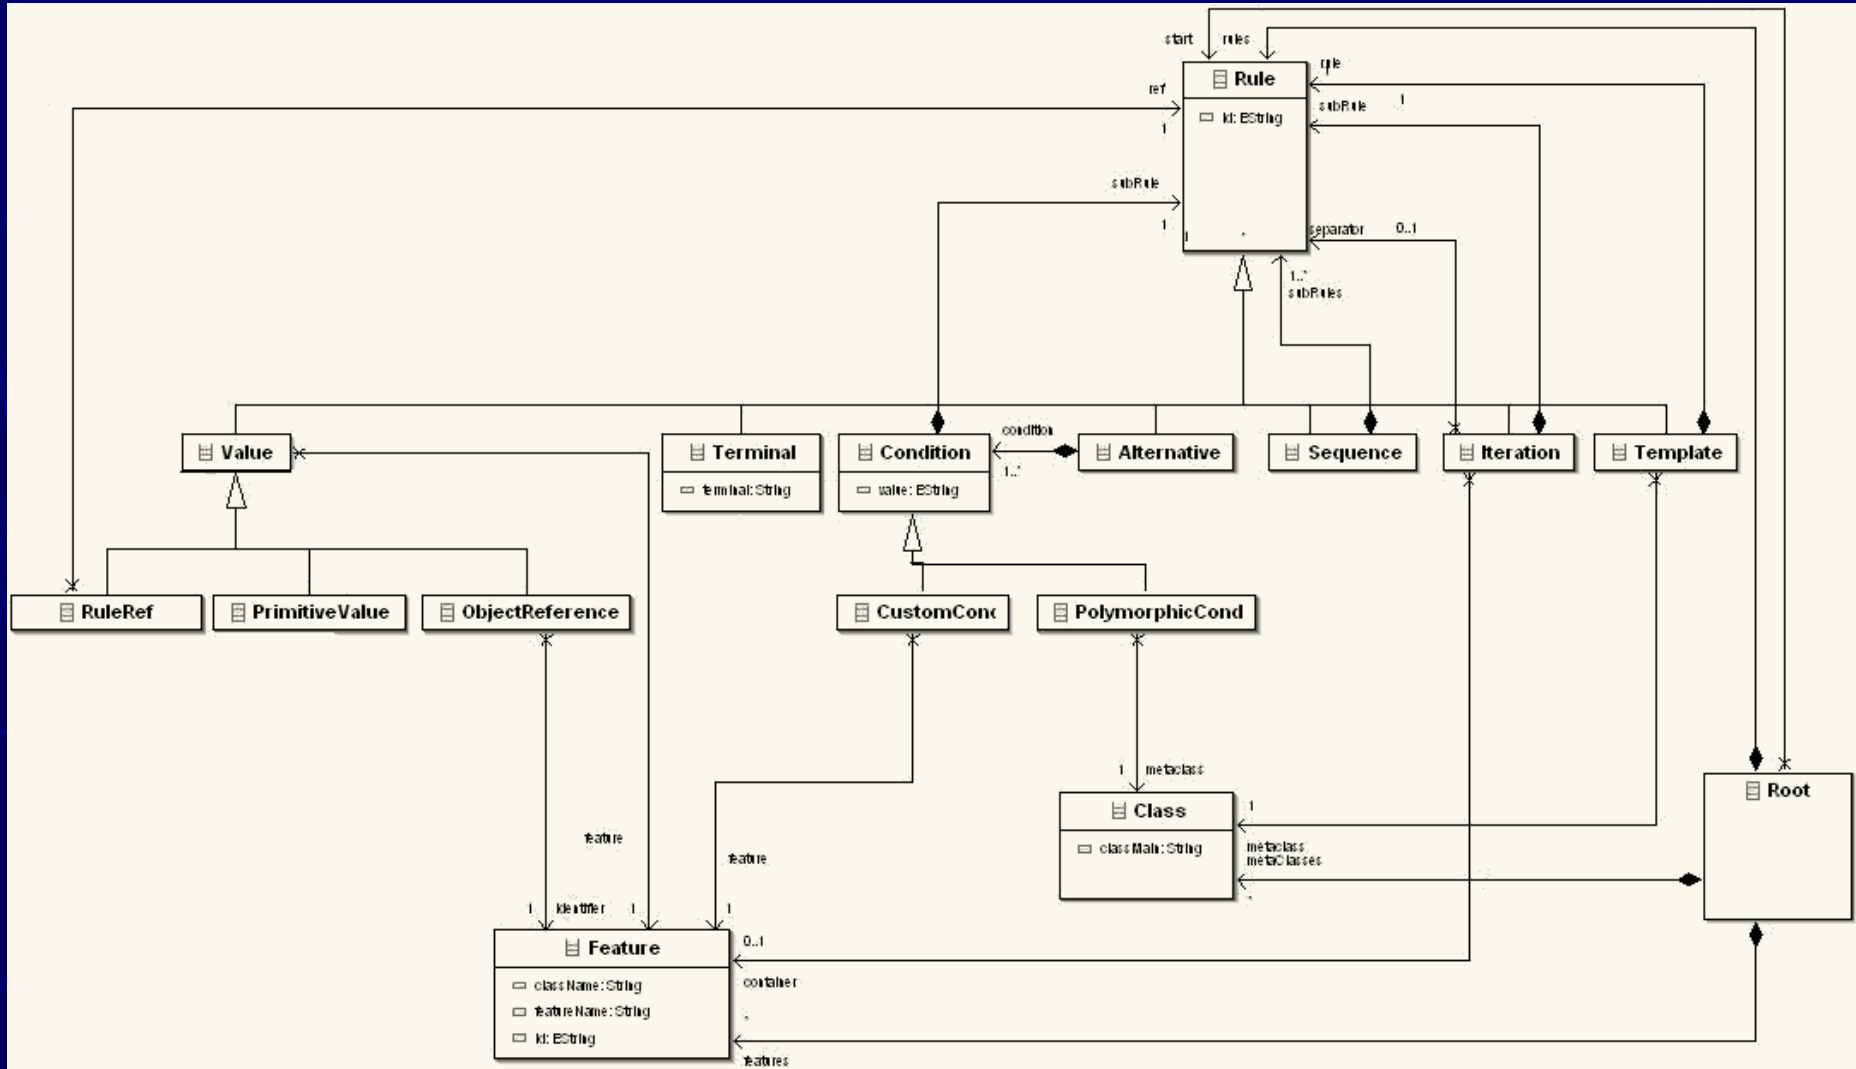 start
rules
rule
Rule
ref
1
subRule
1
id: EString
subRule
1
1
*
separator
0..1
1..*
subRules
Value
Terminal
Condition
condition
1..*
Alternative
Sequence
Iteration
Template
terminal: String
value: EString
RuleRef
PrimitiveValue
ObjectReference
CustomCond
PolymorphicCond
1
metaclass
Root
Class
1
feature
feature
classMain: String
metaclass
metaClasses
*
1
identifier
1
1
Feature
0..1
className: String
container
featureName: String
*
id: EString
features